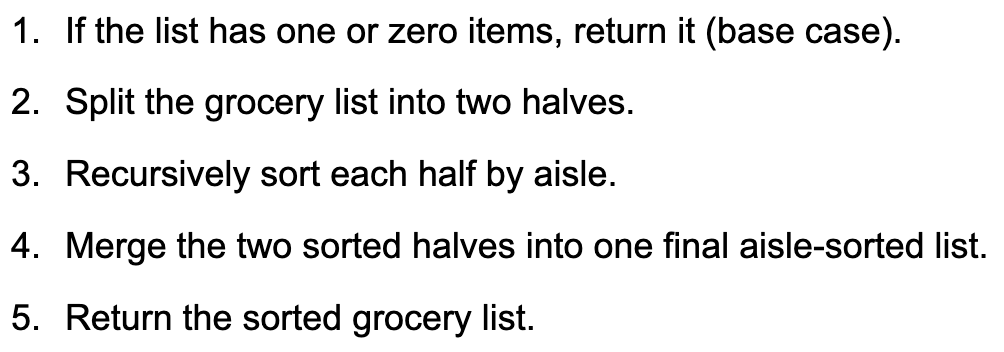 1. If the list has one or zero items, return it (base case).
2. Split the grocery list into two halves.
3. Recursively sort each half by aisle.
4. Merge the two sorted halves into one final aisle-sorted list.
5. Return the sorted grocery list.